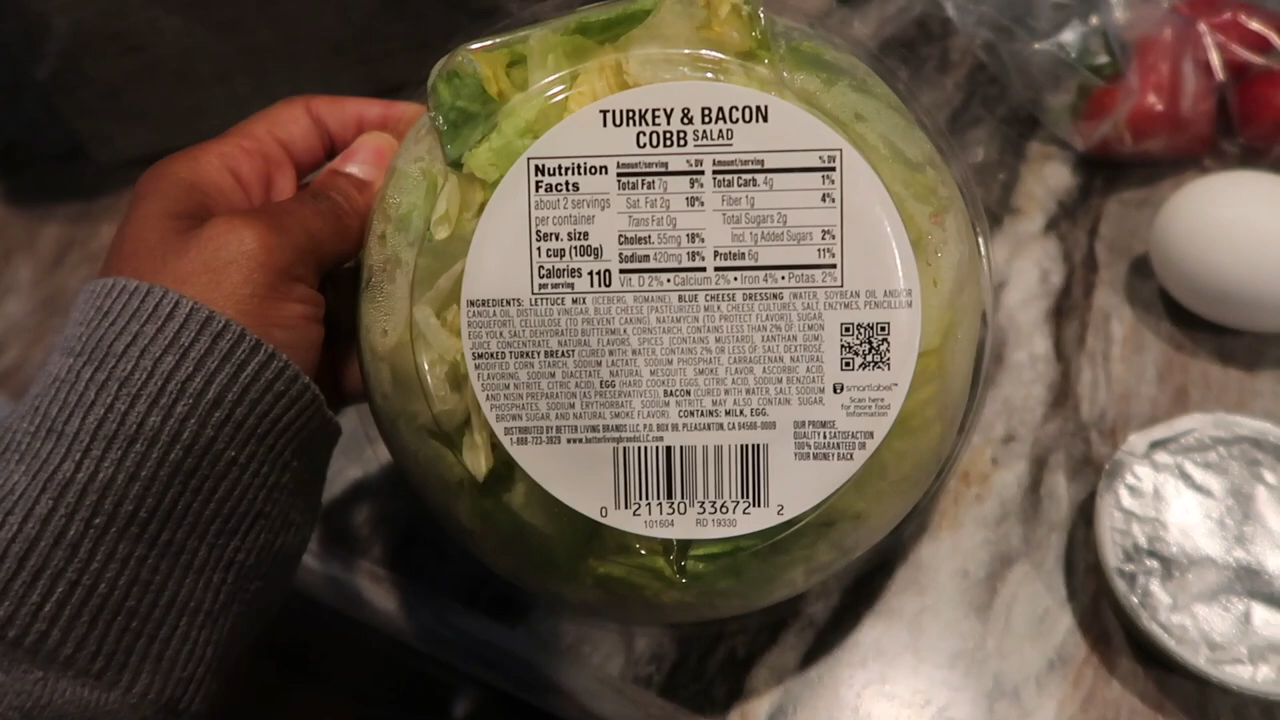 TURKEY & BACON
COBB SALAD
Nutrition
Facts
about 2 servings
per container
Serv. size
1 cup (100g)
Calories 110
per serving
Amount/serving % DV
Total Fat 7g 9%
Sat. Fat 2g 10%
Trans Fat 0g
Cholest. 55mg 18%
Sodium 420mg 18%
Amount/serving % DV
Total Carb. 4g 1%
Fiber 1g 4%
Total Sugars 2g
Incl. 1g Added Sugars 2%
Protein 6g 11%
Vit. D 2% • Calcium 2% • Iron 4% • Potas. 2%
INGREDIENTS: LETTUCE MIX (ICEBERG, ROMAINE), BLUE CHEESE DRESSING (WATER, SOYBEAN OIL AND/OR
CANOLA OIL, DISTILLED VINEGAR, BLUE CHEESE [PASTEURIZED MILK, CHEESE CULTURES, SALT, ENZYMES, PENICILLIUM
ROQUEFORTI, CELLULOSE (TO PREVENT CAKING), NATAMYCIN (TO PROTECT FLAVOR)], SUGAR,
EGG YOLK, SALT, DEHYDRATED BUTTERMILK, CORNSTARCH, CONTAINS LESS THAN 2% OF: LEMON
JUICE CONCENTRATE, NATURAL FLAVORS, SPICES [CONTAINS MUSTARD], XANTHAN GUM),
SMOKED TURKEY BREAST (CURED WITH: WATER, CONTAINS 2% OR LESS OF: SALT, DEXTROSE,
MODIFIED CORN STARCH, SODIUM LACTATE, SODIUM PHOSPHATE, CARRAGEENAN, NATURAL
FLAVORING, SODIUM DIACETATE, NATURAL MESQUITE SMOKE FLAVOR, ASCORBIC ACID,
SODIUM NITRITE, CITRIC ACID), EGG (HARD COOKED EGGS, CITRIC ACID, SODIUM BENZOATE
AND NISIN PREPARATION [AS PRESERVATIVES]), BACON (CURED WITH: WATER, SALT, SODIUM
PHOSPHATES, SODIUM ERYTHORBATE, SODIUM NITRITE, MAY ALSO CONTAIN: SUGAR,
BROWN SUGAR, AND NATURAL SMOKE FLAVOR). CONTAINS: MILK, EGG.
DISTRIBUTED BY BETTER LIVING BRANDS LLC, P.O. BOX 99, PLEASANTON, CA 94566-0009
1-888-723-3929 www.betterlivingbrandsLLC.com
smartlabel™
Scan here
for more food
information
OUR PROMISE,
QUALITY & SATISFACTION
100% GUARANTEED OR
YOUR MONEY BACK
0 21130 33672 2
101604 RD 19330